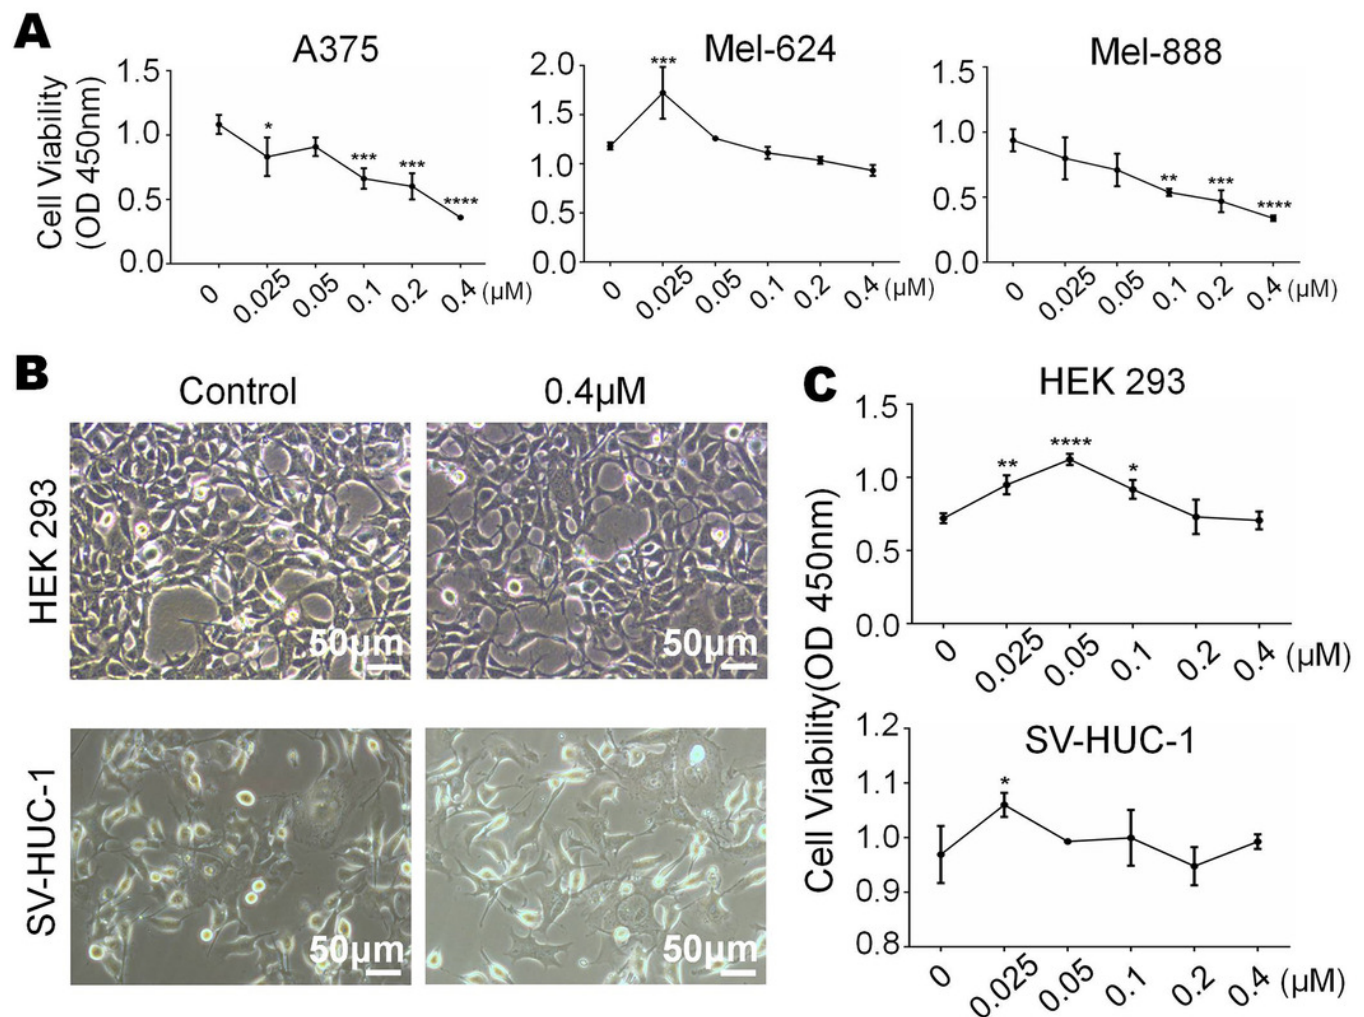 A
A375
Mel-624
Mel-888
Cell Viability
(OD 450nm)
1.5
1.0
0.5
0.0
*
***
***
****
0 0.025 0.05 0.1 0.2 0.4 (µM)
2.0
1.5
1.0
0.5
0.0
***
0 0.025 0.05 0.1 0.2 0.4 (µM)
1.5
1.0
0.5
0.0
**
***
****
0 0.025 0.05 0.1 0.2 0.4 (µM)
B
Control
0.4µM
HEK 293
50µm
50µm
SV-HUC-1
50µm
50µm
C
HEK 293
Cell Viability(OD 450nm)
1.5
1.0
0.5
0.0
**
****
*
0 0.025 0.05 0.1 0.2 0.4 (µM)
SV-HUC-1
1.2
1.1
1.0
0.9
0.8
*
0 0.025 0.05 0.1 0.2 0.4 (µM)